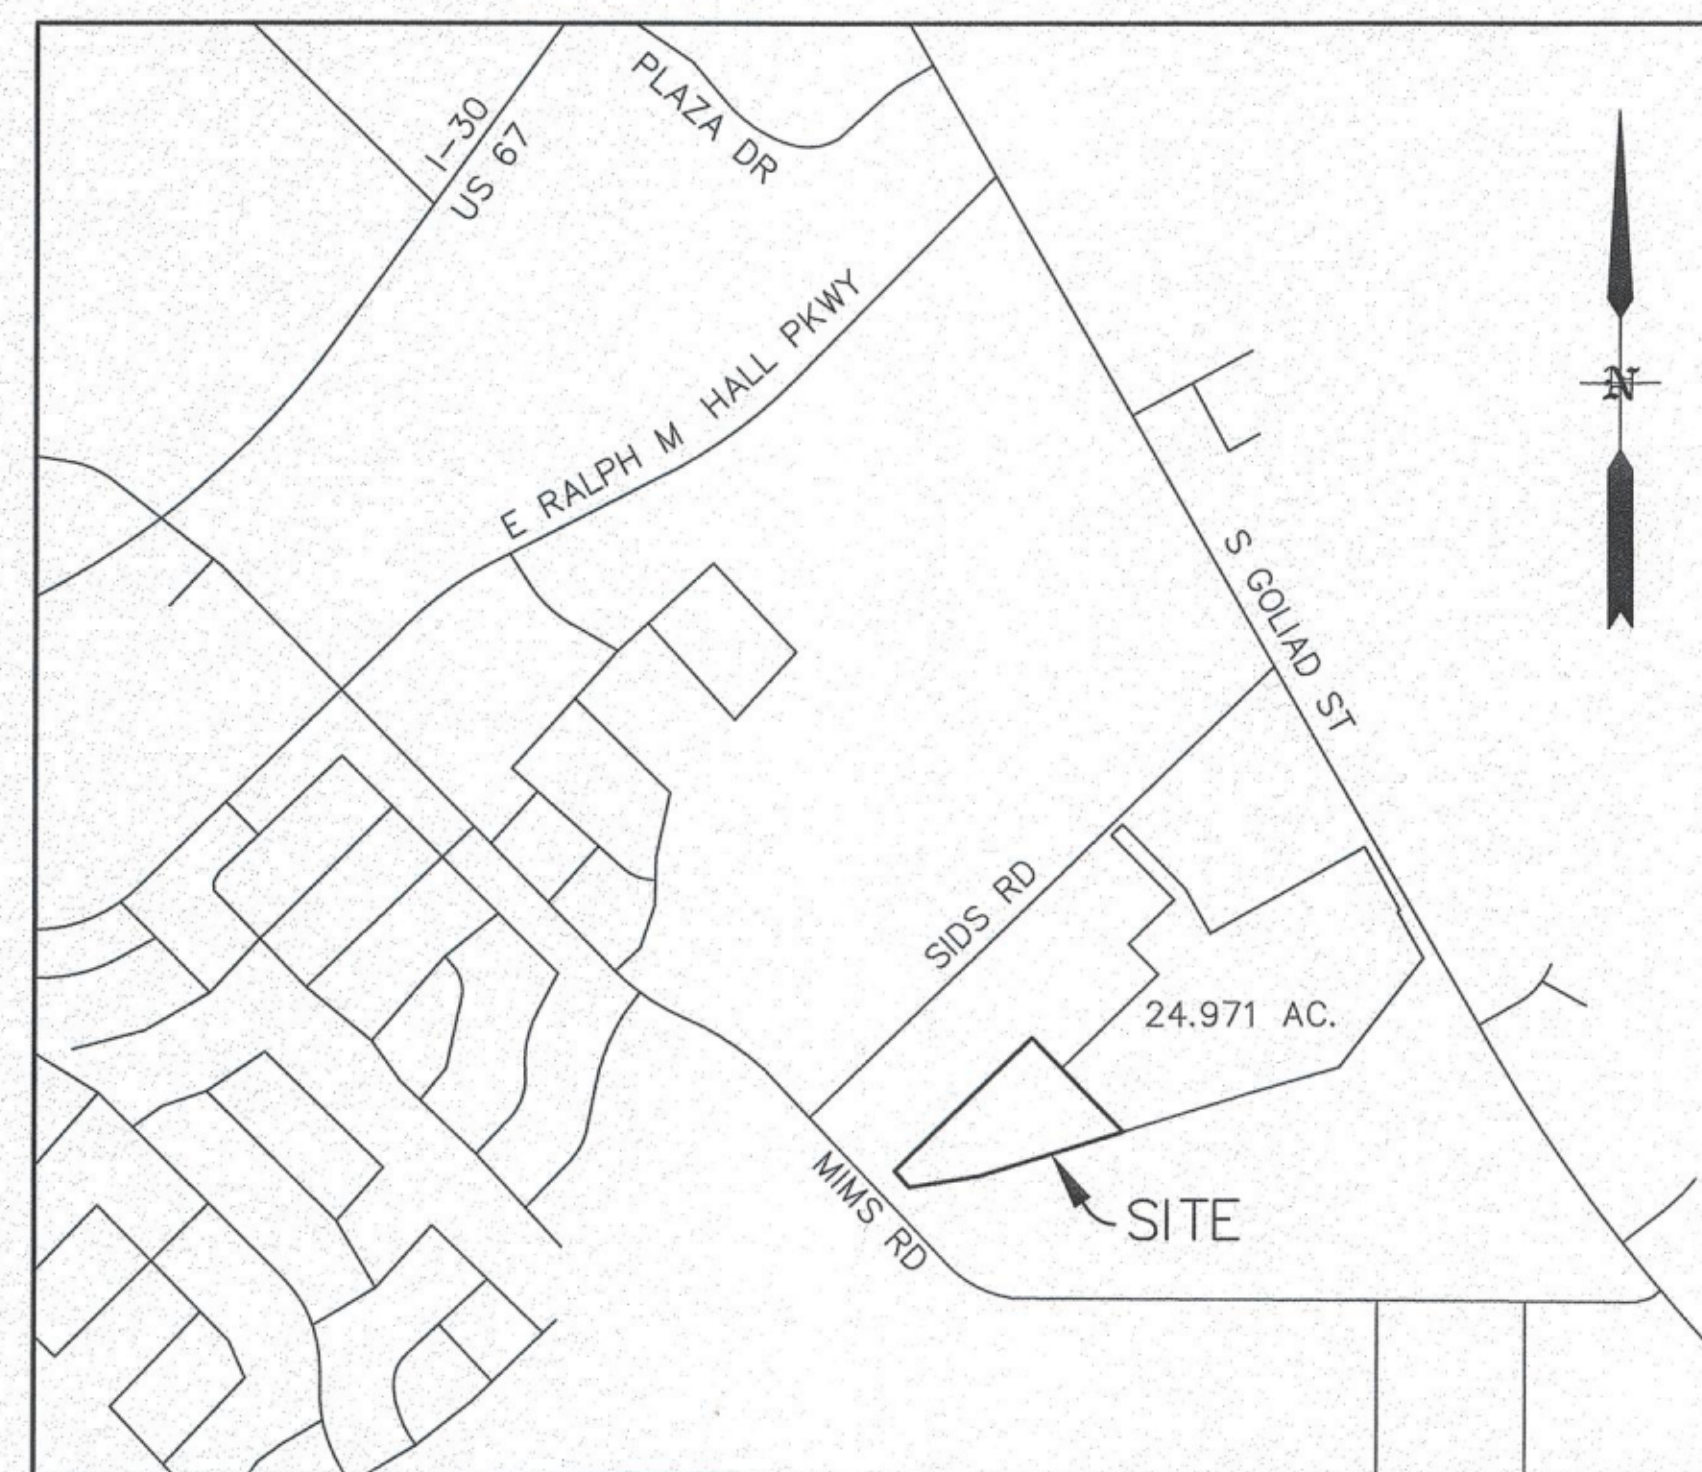 PLAZA DR
I-30
US 67
E RALPH M HALL PKWY
N
S GOLIAD ST
SIDS RD
24.971 AC.
MIMS RD
SITE